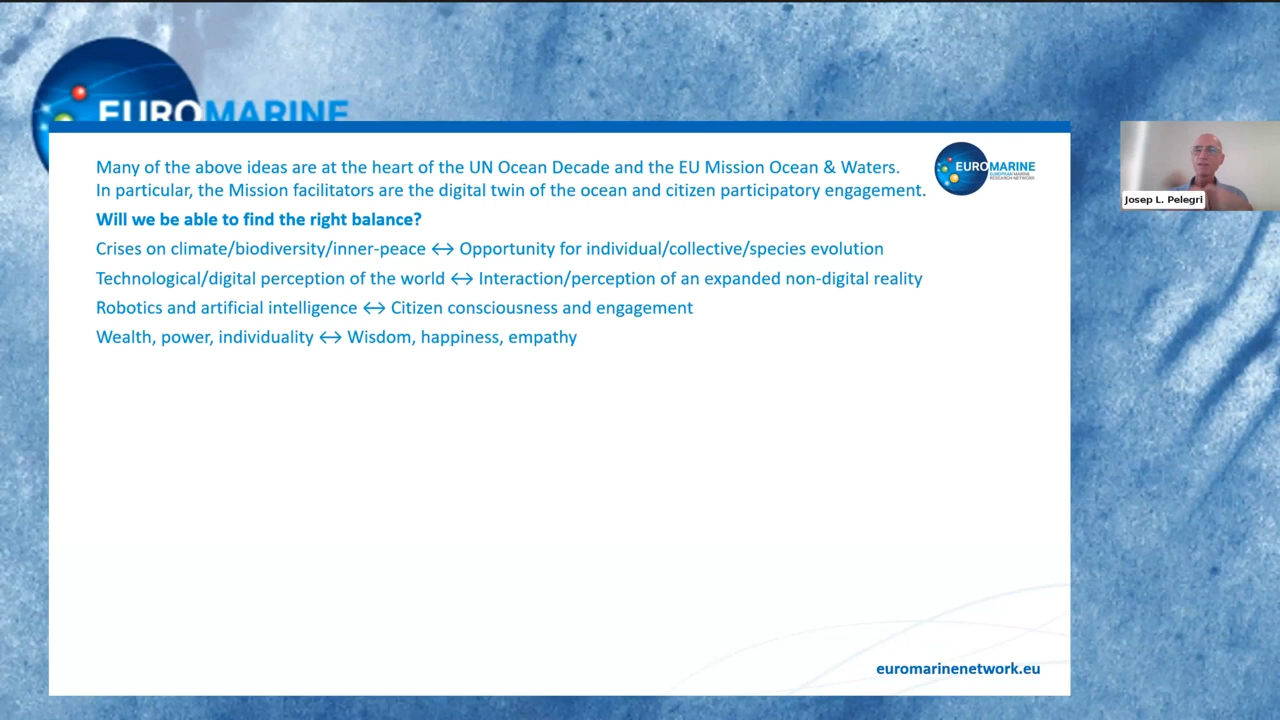 EUROMARINE
Many of the above ideas are at the heart of the UN Ocean Decade and the EU Mission Ocean & Waters.
In particular, the Mission facilitators are the digital twin of the ocean and citizen participatory engagement.
EUROMARINE
EUROPEAN MARINE
RESEARCH NETWORK
Will we be able to find the right balance?
Crises on climate/biodiversity/inner-peace ↔ Opportunity for individual/collective/species evolution
Technological/digital perception of the world ↔ Interaction/perception of an expanded non-digital reality
Robotics and artificial intelligence ↔ Citizen consciousness and engagement
Wealth, power, individuality ↔ Wisdom, happiness, empathy
euromarinenetwork.eu
Josep L. Pelegrí